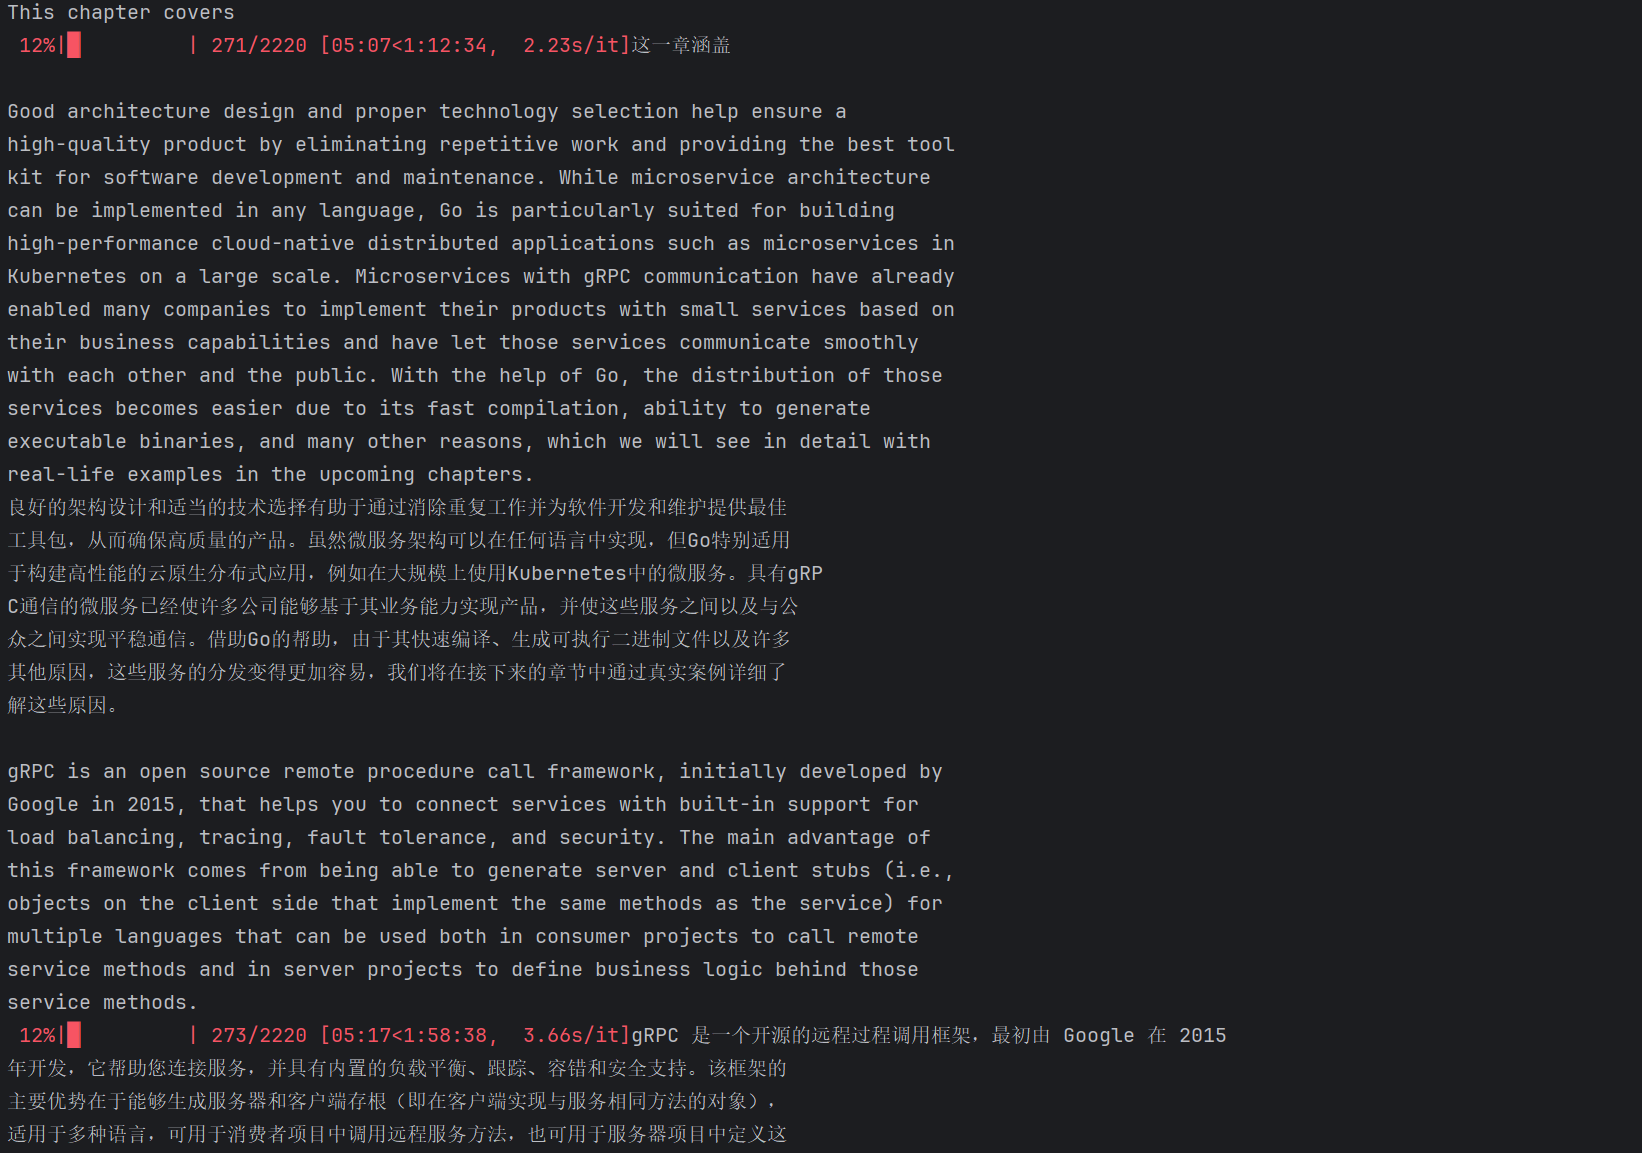 This chapter covers
12%|█         | 271/2220 [05:07<1:12:34,  2.23s/it]这一章涵盖
Good architecture design and proper technology selection help ensure a
high-quality product by eliminating repetitive work and providing the best tool
kit for software development and maintenance. While microservice architecture
can be implemented in any language, Go is particularly suited for building
high-performance cloud-native distributed applications such as microservices in
Kubernetes on a large scale. Microservices with gRPC communication have already
enabled many companies to implement their products with small services based on
their business capabilities and have let those services communicate smoothly
with each other and the public. With the help of Go, the distribution of those
services becomes easier due to its fast compilation, ability to generate
executable binaries, and many other reasons, which we will see in detail with
real-life examples in the upcoming chapters.
良好的架构设计和适当的技术选择有助于通过消除重复工作并为软件开发和维护提供最佳
工具包，从而确保高质量的产品。虽然微服务架构可以在任何语言中实现，但Go特别适用
于构建高性能的云原生分布式应用，例如在大规模上使用Kubernetes中的微服务。具有gRP
C通信的微服务已经使许多公司能够基于其业务能力实现产品，并使这些服务之间以及与公
众之间实现平稳通信。借助Go的帮助，由于其快速编译、生成可执行二进制文件以及许多
其他原因，这些服务的分发变得更加容易，我们将在接下来的章节中通过真实案例详细了
解这些原因。
gRPC is an open source remote procedure call framework, initially developed by
Google in 2015, that helps you to connect services with built-in support for
load balancing, tracing, fault tolerance, and security. The main advantage of
this framework comes from being able to generate server and client stubs (i.e.,
objects on the client side that implement the same methods as the service) for
multiple languages that can be used both in consumer projects to call remote
service methods and in server projects to define business logic behind those
service methods.
12%|█         | 273/2220 [05:17<1:58:38,  3.66s/it]gRPC 是一个开源的远程过程调用框架，最初由 Google 在 2015
年开发，它帮助您连接服务，并具有内置的负载平衡、跟踪、容错和安全支持。该框架的
主要优势在于能够生成服务器和客户端存根（即在客户端实现与服务相同方法的对象），
适用于多种语言，可用于消费者项目中调用远程服务方法，也可用于服务器项目中定义这